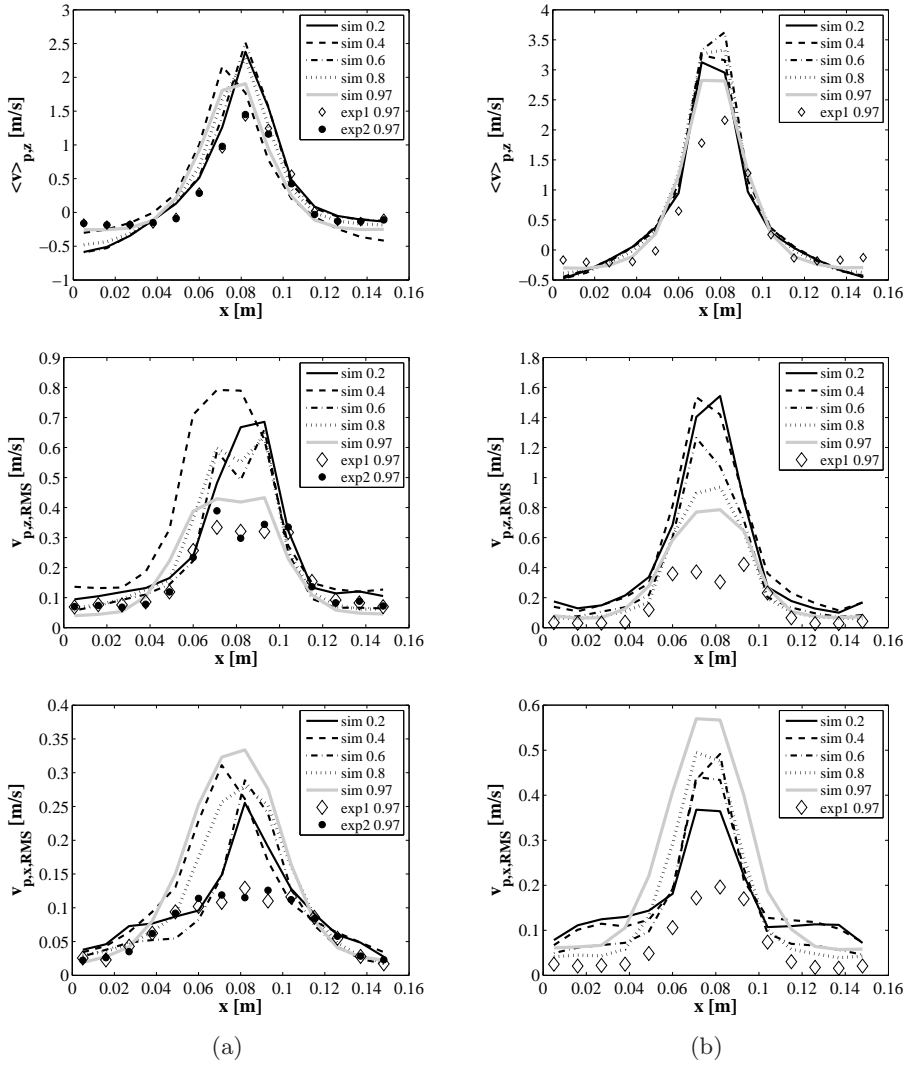 3
2.5
2
1.5
1
0.5
0
−0.5
−1
<v>p,z [m/s]
0 0.02 0.04 0.06 0.08 0.1 0.12 0.14 0.16
x [m]
sim 0.2
sim 0.4
sim 0.6
sim 0.8
sim 0.97
exp1 0.97
exp2 0.97
4
3.5
3
2.5
2
1.5
1
0.5
0
−0.5
<v>p,z [m/s]
0 0.02 0.04 0.06 0.08 0.1 0.12 0.14 0.16
x [m]
sim 0.2
sim 0.4
sim 0.6
sim 0.8
sim 0.97
exp1 0.97
0.9
0.8
0.7
0.6
0.5
0.4
0.3
0.2
0.1
0
vp,z,RMS [m/s]
0 0.02 0.04 0.06 0.08 0.1 0.12 0.14 0.16
x [m]
sim 0.2
sim 0.4
sim 0.6
sim 0.8
sim 0.97
exp1 0.97
exp2 0.97
1.8
1.6
1.4
1.2
1
0.8
0.6
0.4
0.2
0
vp,z,RMS [m/s]
0 0.02 0.04 0.06 0.08 0.1 0.12 0.14 0.16
x [m]
sim 0.2
sim 0.4
sim 0.6
sim 0.8
sim 0.97
exp1 0.97
0.4
0.35
0.3
0.25
0.2
0.15
0.1
0.05
0
vp,x,RMS [m/s]
0 0.02 0.04 0.06 0.08 0.1 0.12 0.14 0.16
x [m]
sim 0.2
sim 0.4
sim 0.6
sim 0.8
sim 0.97
exp1 0.97
exp2 0.97
0.6
0.5
0.4
0.3
0.2
0.1
0
vp,x,RMS [m/s]
0 0.02 0.04 0.06 0.08 0.1 0.12 0.14 0.16
x [m]
sim 0.2
sim 0.4
sim 0.6
sim 0.8
sim 0.97
exp1 0.97
(a)
(b)